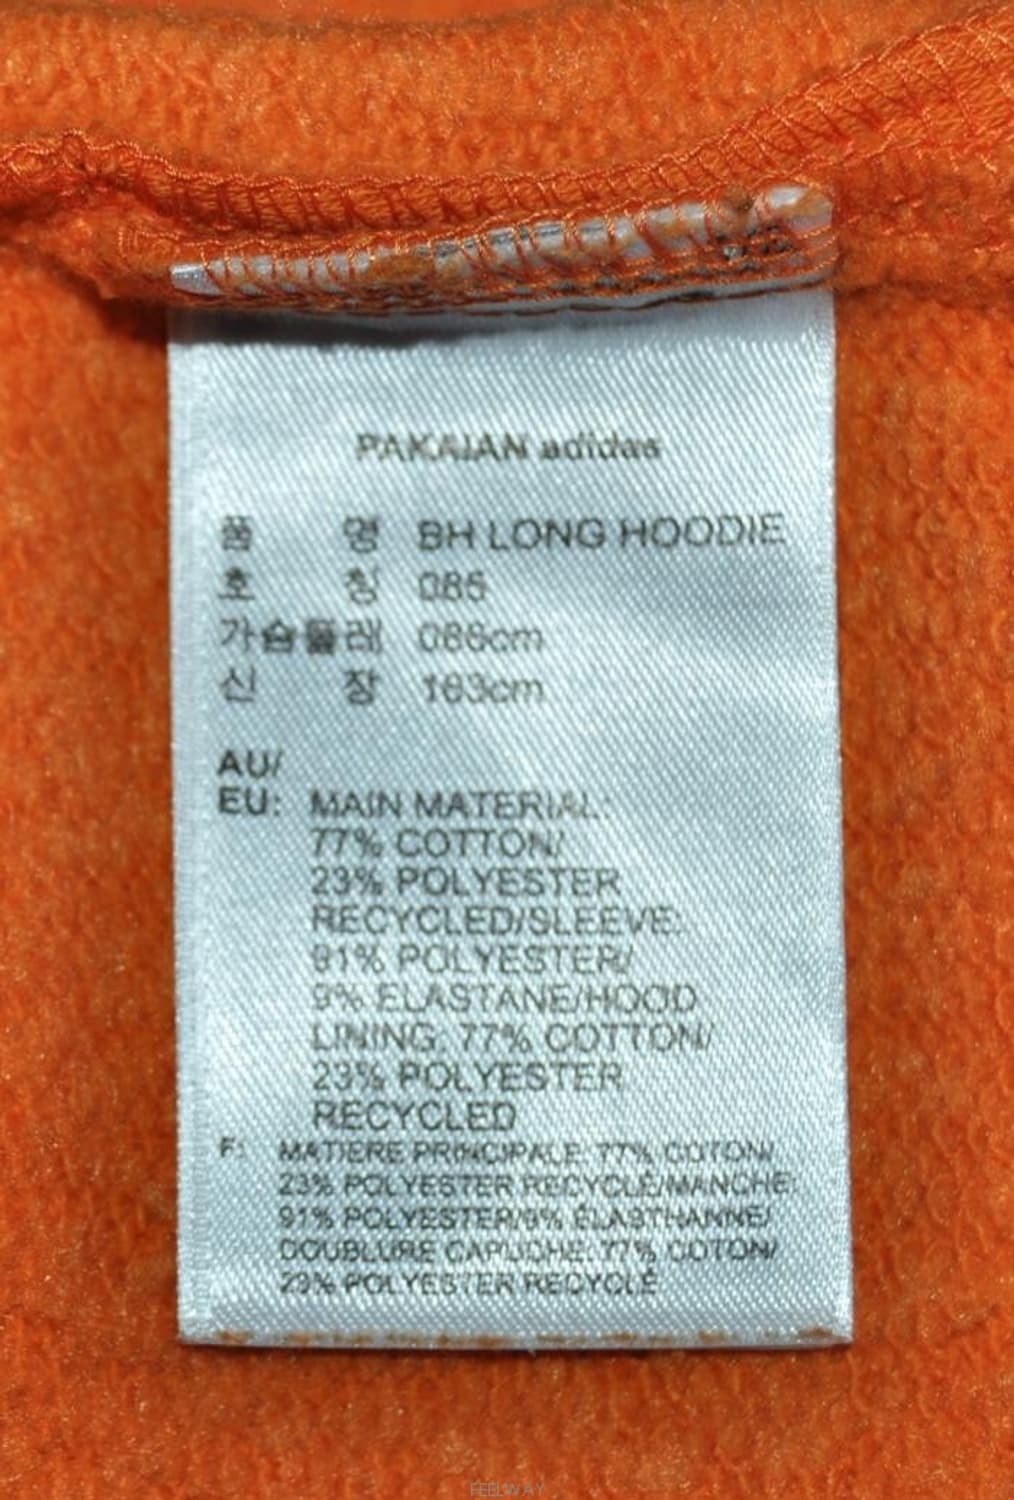 PAKAIAN adidas
품 명 BH LONG HOODIE
호 칭 085
가슴둘레 086cm
신 장 163cm
AU/
EU: MAIN MATERIAL:
77% COTTON/
23% POLYESTER
RECYCLED/SLEEVE:
91% POLYESTER/
9% ELASTANE/HOOD
LINING: 77% COTTON/
23% POLYESTER
RECYCLED
F: MATIERE PRINCIPALE: 77% COTON/
23% POLYESTER RECYCLÉ/MANCHE:
91% POLYESTER/9% ÉLASTHANNE/
DOUBLURE CAPUCHE: 77% COTON/
23% POLYESTER RECYCLÉ
FEELWAY